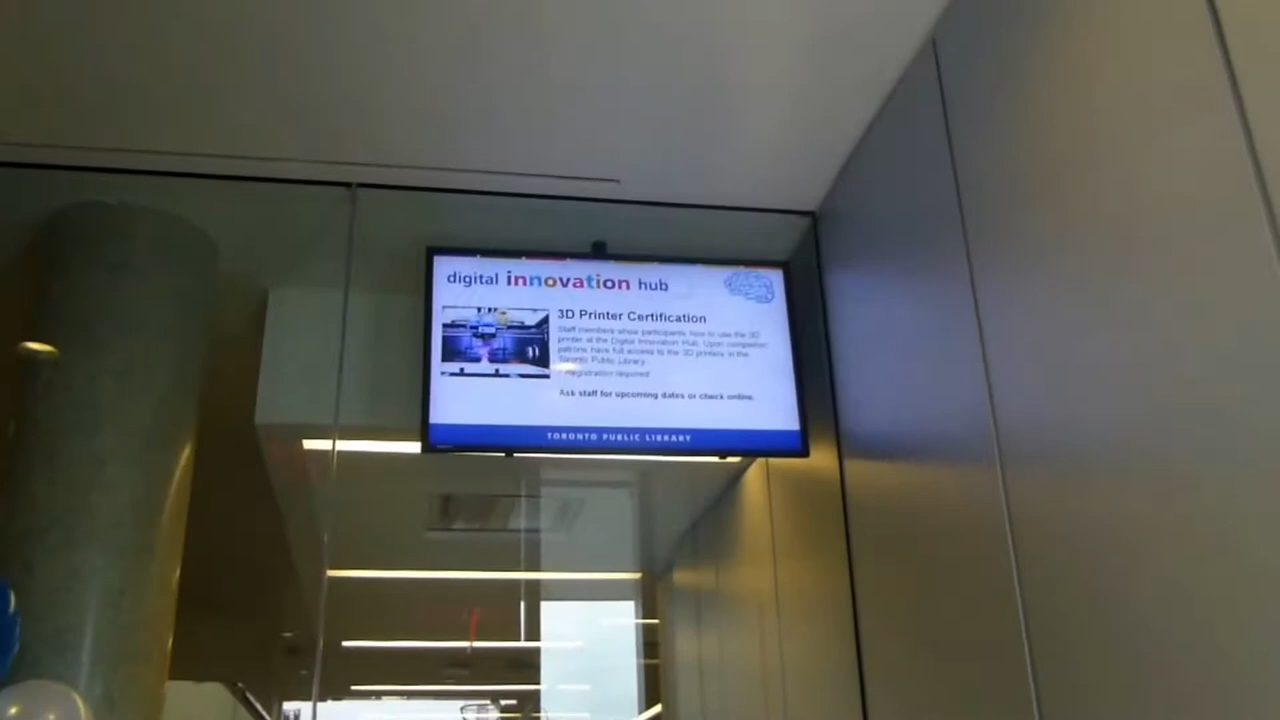 digital innovation hub
3D Printer Certification
Staff members show participants how to use the 3D
printer at the Digital Innovation Hub. Upon completion
patrons have full access to the 3D printers in the
Toronto Public Library
Registration required
Ask staff for upcoming dates or check online.
TORONTO PUBLIC LIBRARY